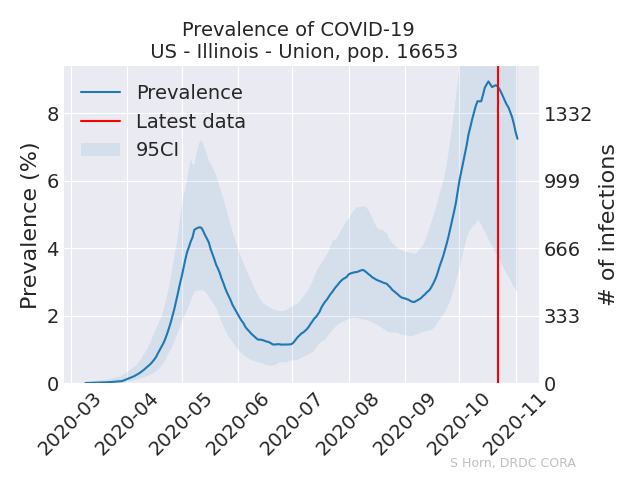 Prevalence of COVID-19
US - Illinois - Union, pop. 16653
Prevalence
Latest data
95CI
Prevalence (%)
0
2
4
6
8
# of infections
0
333
666
999
1332
2020-03
2020-04
2020-05
2020-06
2020-07
2020-08
2020-09
2020-10
2020-11
S Horn, DRDC CORA